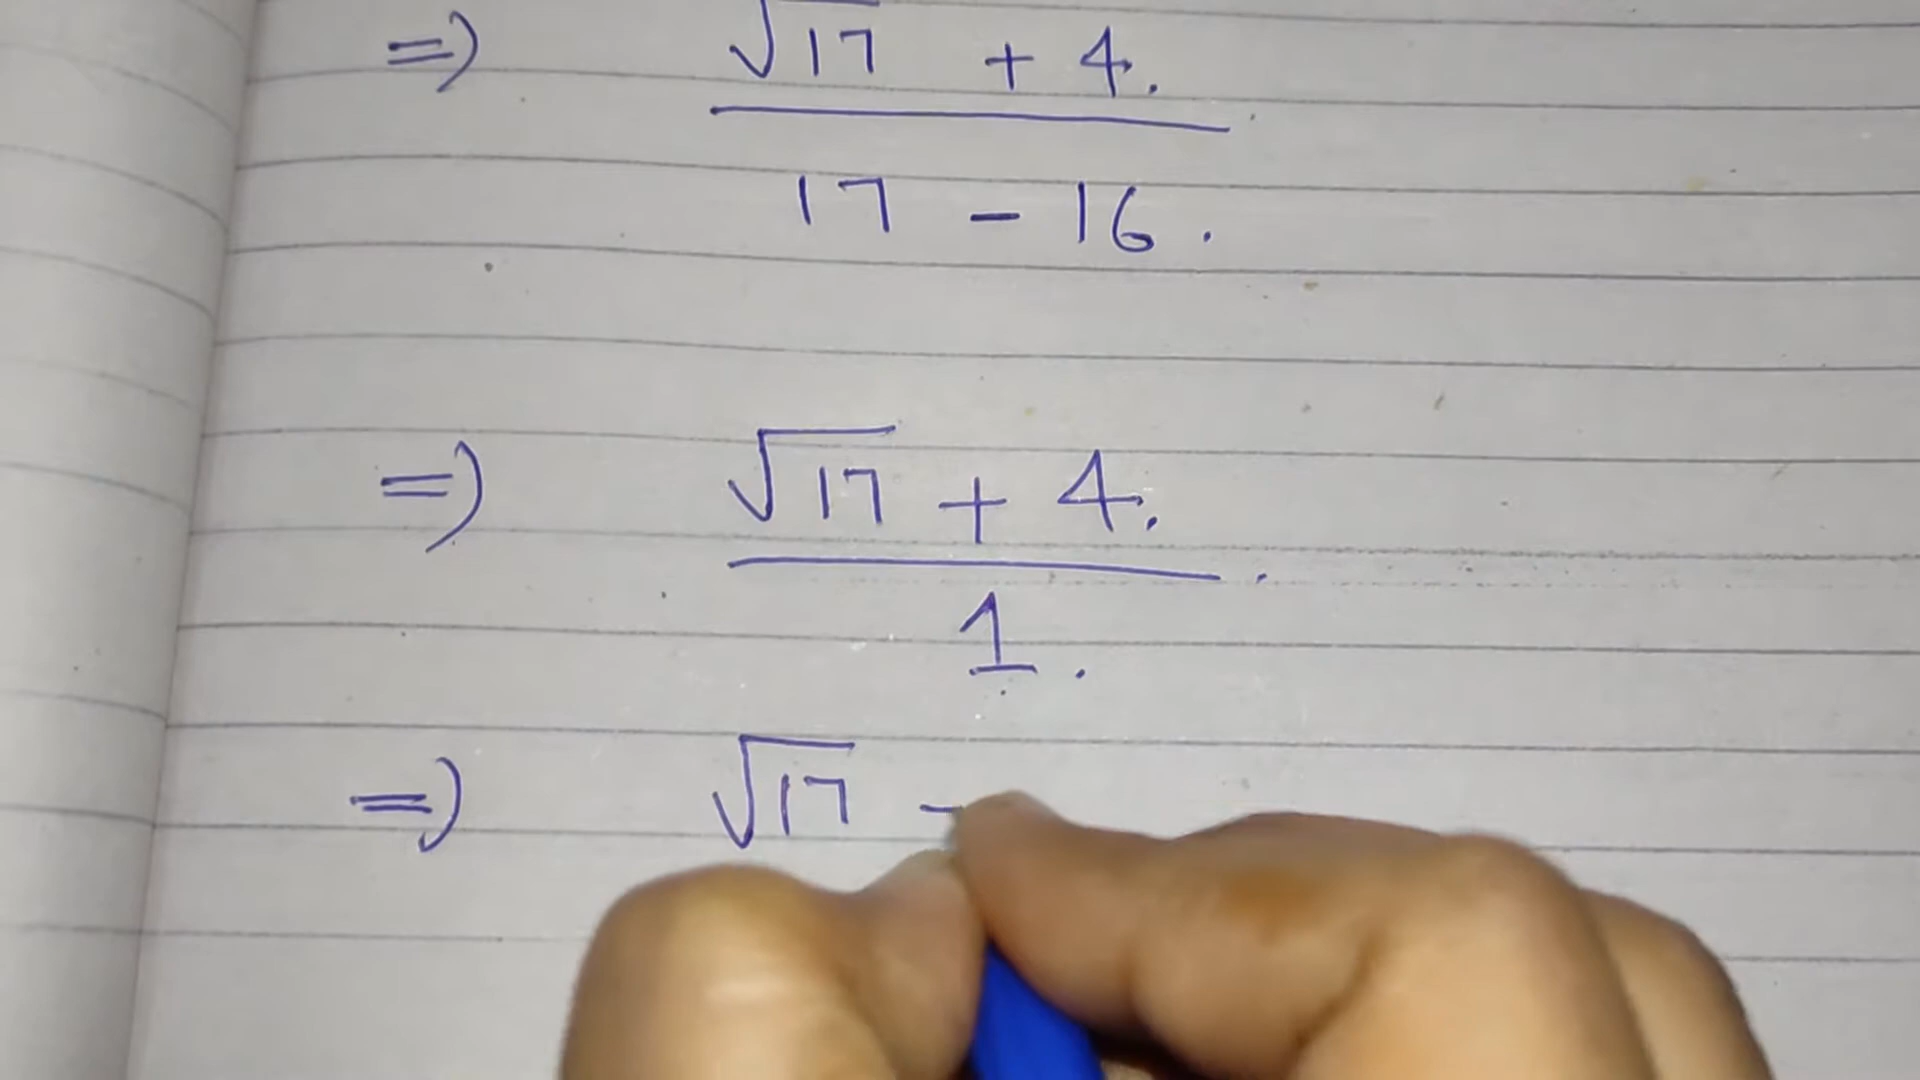 =) √17 + 4.
17 - 16.
=) √17 + 4.
1.
=) √17 -